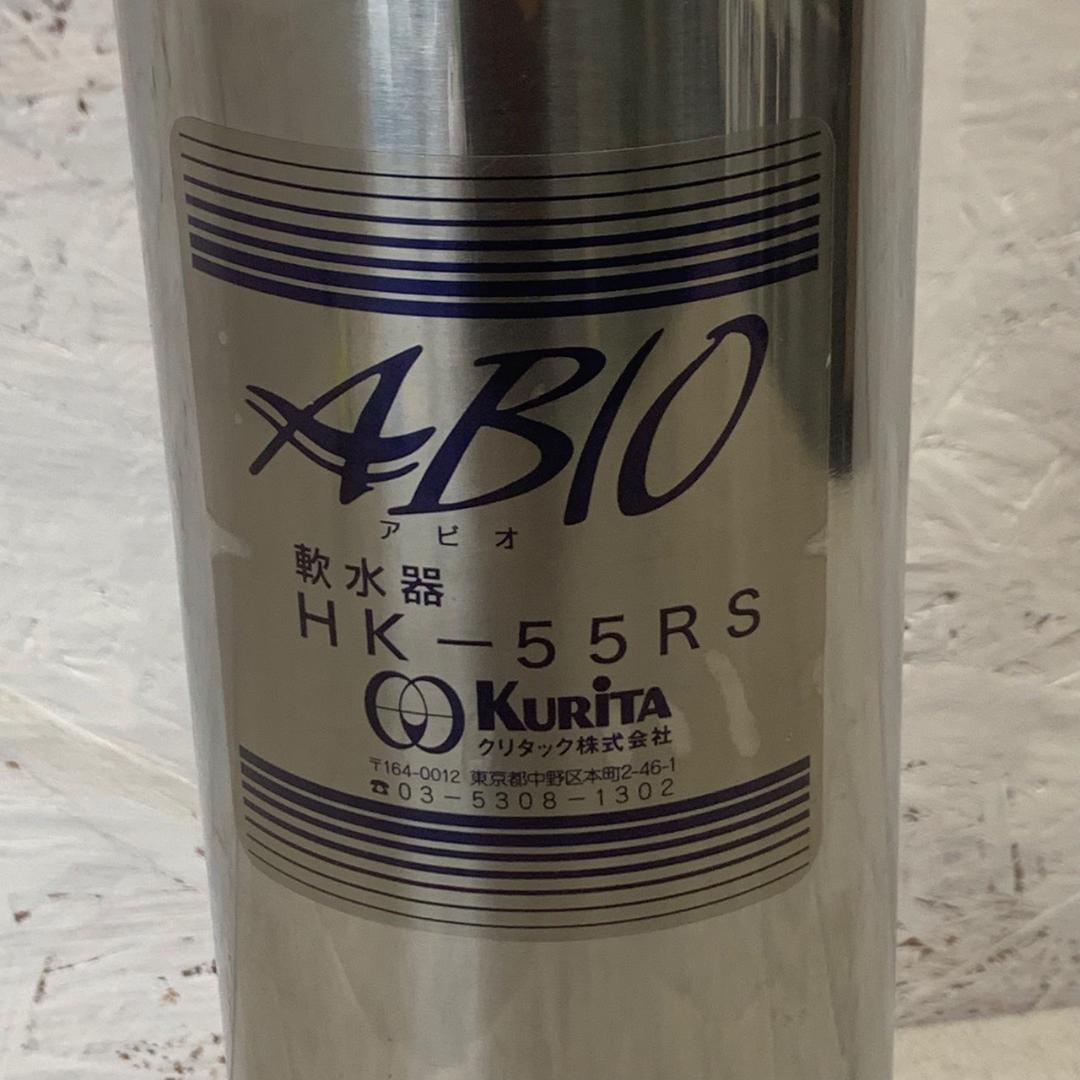 ABIO
アビオ
軟水器
HK-55RS
KURiTA
クリタック株式会社
〒164-0012 東京都中野区本町2-46-1
☎03-5308-1302